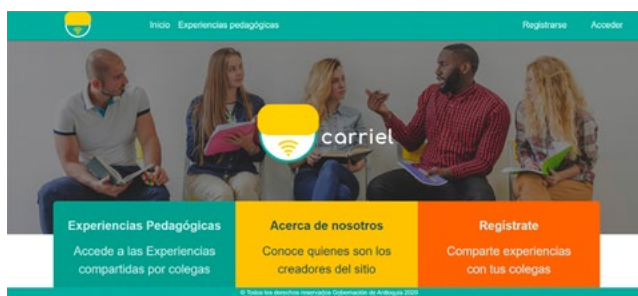 Inicio Experiencias pedagógicas Registrarse Acceder
carriel
Experiencias Pedagógicas
Accede a las Experiencias
compartidas por colegas
Acerca de nosotros
Conoce quienes son los
creadores del sitio
Regístrate
Comparte experiencias
con tus colegas
© Todos los derechos reservados Gobernación de Antioquia 2020